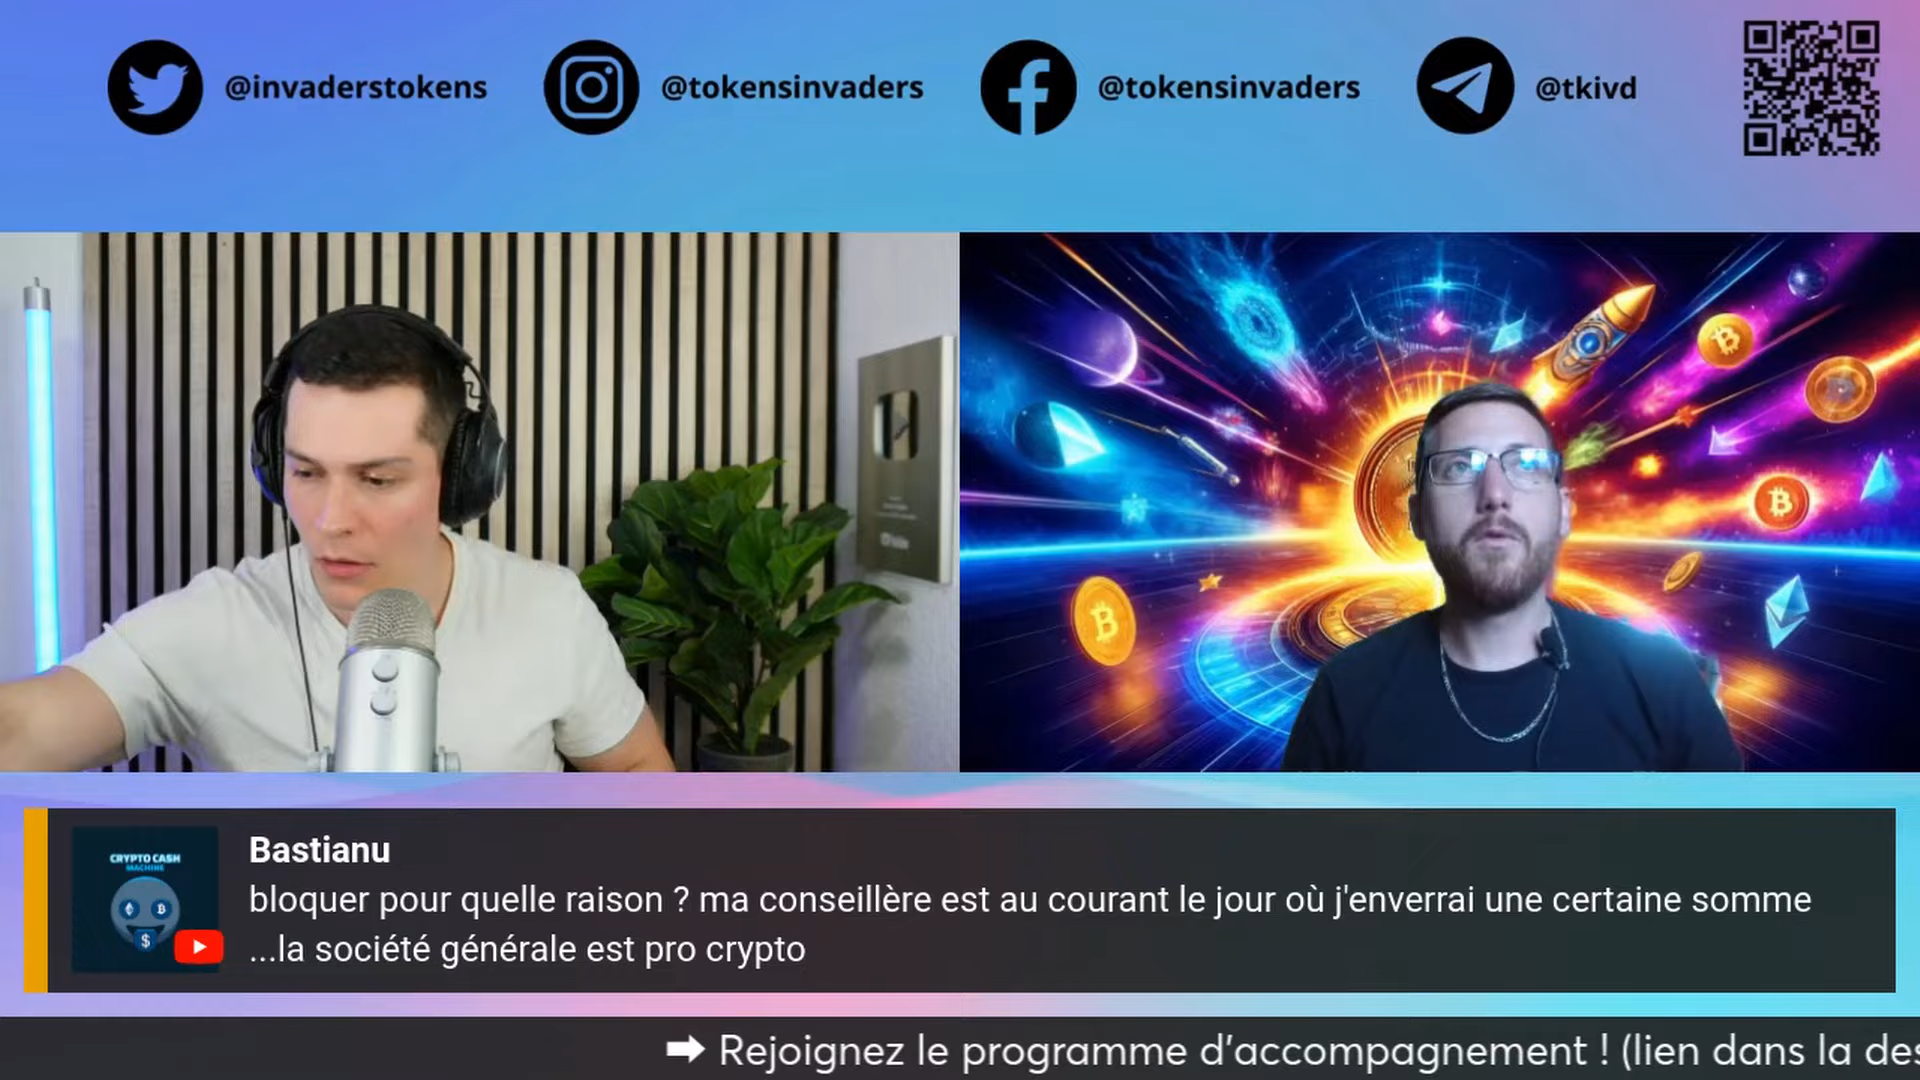 @invaderstokens
@tokensinvaders
@tokensinvaders
@tkivd
CRYPTO CASH
MACHINE
Bastianu
bloquer pour quelle raison ? ma conseillère est au courant le jour où j'enverrai une certaine somme
...la société générale est pro crypto
➡ Rejoignez le programme d'accompagnement ! (lien dans la des